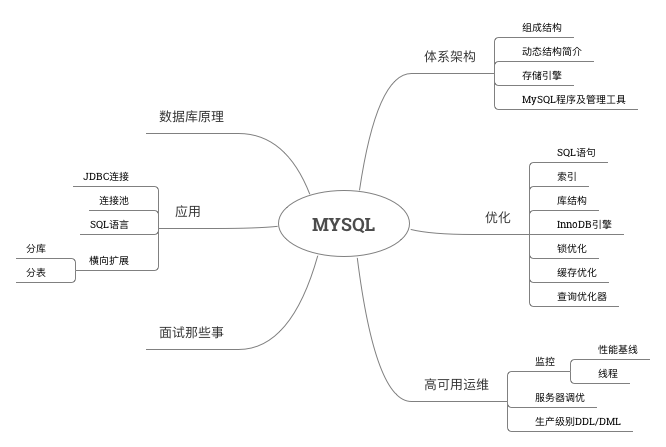 MYSQL
体系架构
组成结构
动态结构简介
存储引擎
MySQL程序及管理工具
优化
SQL语句
索引
库结构
InnoDB引擎
锁优化
缓存优化
查询优化器
高可用运维
监控
性能基线
线程
服务器调优
生产级别DDL/DML
数据库原理
应用
JDBC连接
连接池
SQL语言
横向扩展
分库
分表
面试那些事